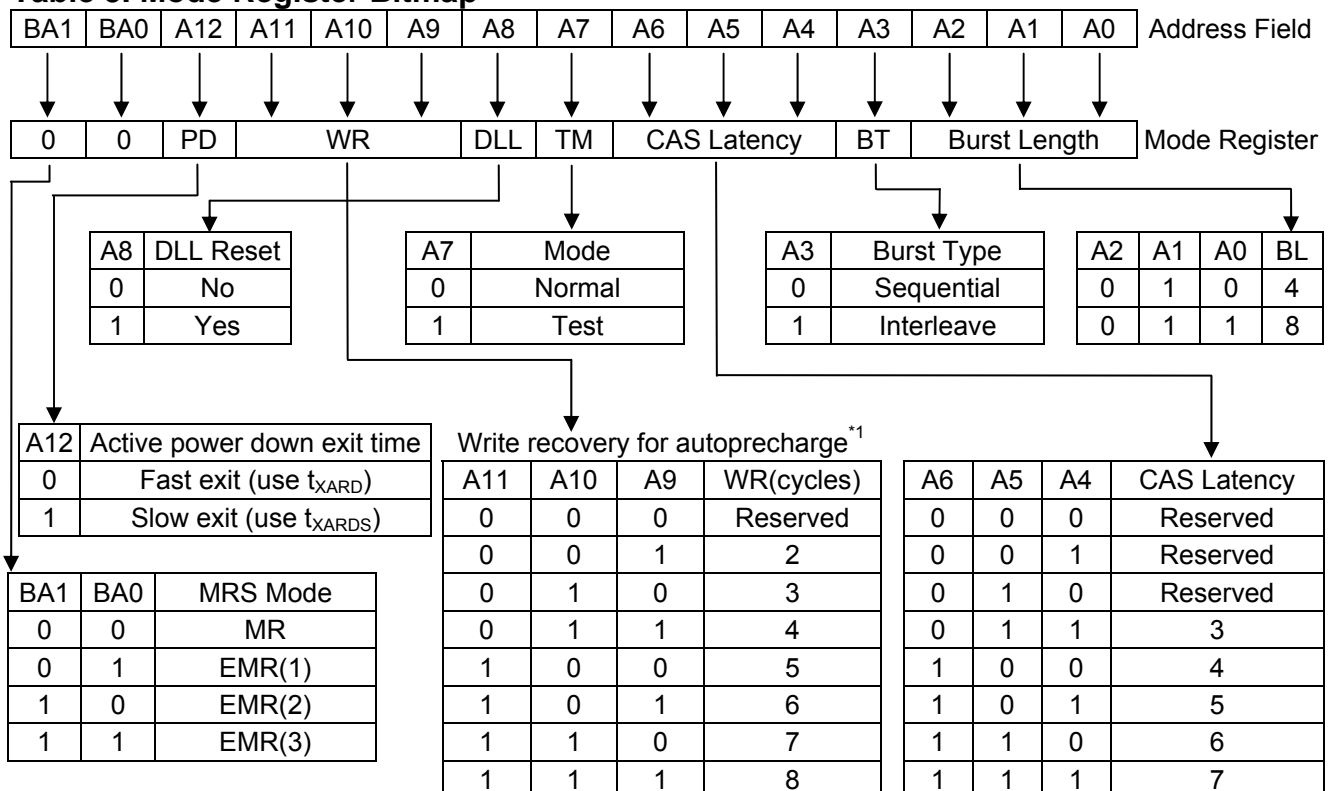 Table 5. Mode Register Bitmap
BA1 BA0 A12 A11 A10 A9 A8 A7 A6 A5 A4 A3 A2 A1 A0 Address Field
0 0 PD WR DLL TM CAS Latency BT Burst Length Mode Register
A8 DLL Reset
0 No
1 Yes
A7 Mode
0 Normal
1 Test
A3 Burst Type
0 Sequential
1 Interleave
A2 A1 A0 BL
0 1 0 4
0 1 1 8
A12 Active power down exit time
0 Fast exit (use tXARD)
1 Slow exit (use tXARDS)
BA1 BA0 MRS Mode
0 0 MR
0 1 EMR(1)
1 0 EMR(2)
1 1 EMR(3)
Write recovery for autoprecharge*1
A11 A10 A9 WR(cycles)
0 0 0 Reserved
0 0 1 2
0 1 0 3
0 1 1 4
1 0 0 5
1 0 1 6
1 1 0 7
1 1 1 8
A6 A5 A4 CAS Latency
0 0 0 Reserved
0 0 1 Reserved
0 1 0 Reserved
0 1 1 3
1 0 0 4
1 0 1 5
1 1 0 6
1 1 1 7